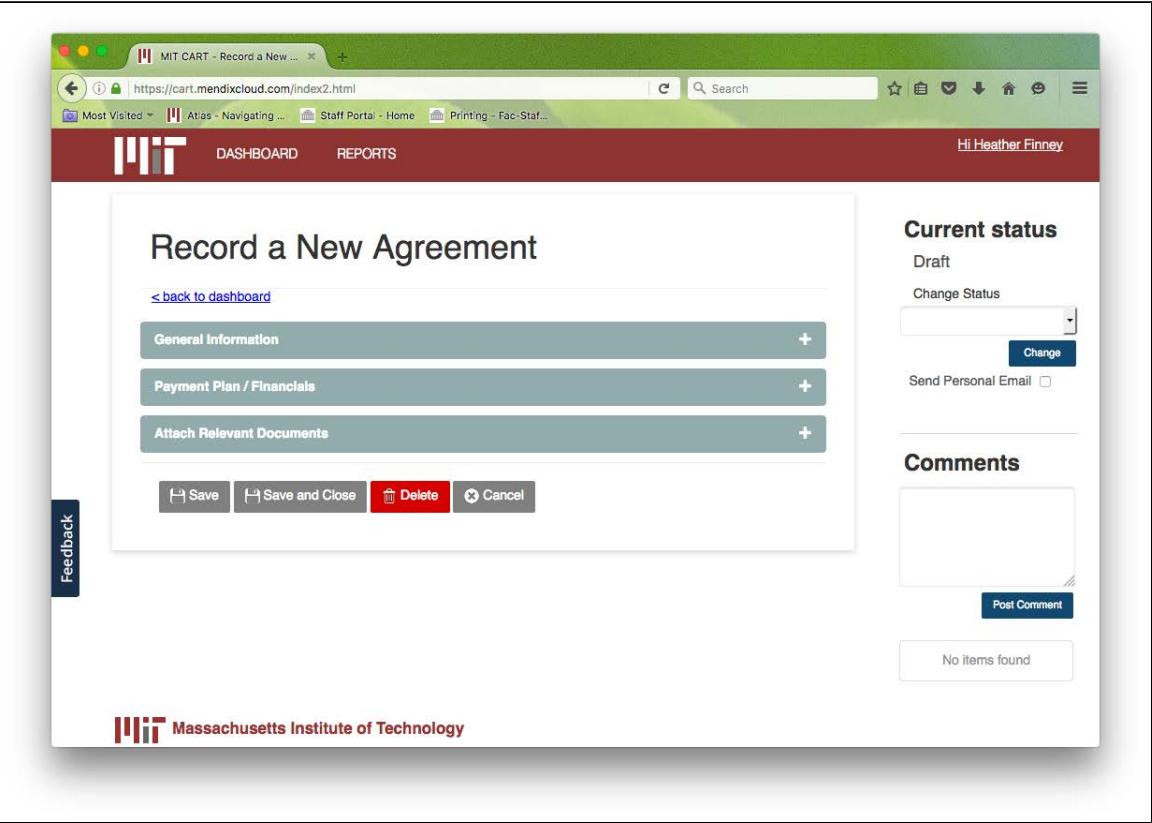 MIT CART - Record a New ...
https://cart.mendixcloud.com/index2.html
Search
Most Visited
Atlas - Navigating ...
Staff Portal - Home
Printing - Fac-Staf...
MIT
DASHBOARD
REPORTS
Hi Heather Finney
Record a New Agreement
< back to dashboard
General Information
Payment Plan / Financials
Attach Relevant Documents
Save
Save and Close
Delete
Cancel
Feedback
Current status
Draft
Change Status
Change
Send Personal Email
Comments
Post Comment
No items found
Massachusetts Institute of Technology